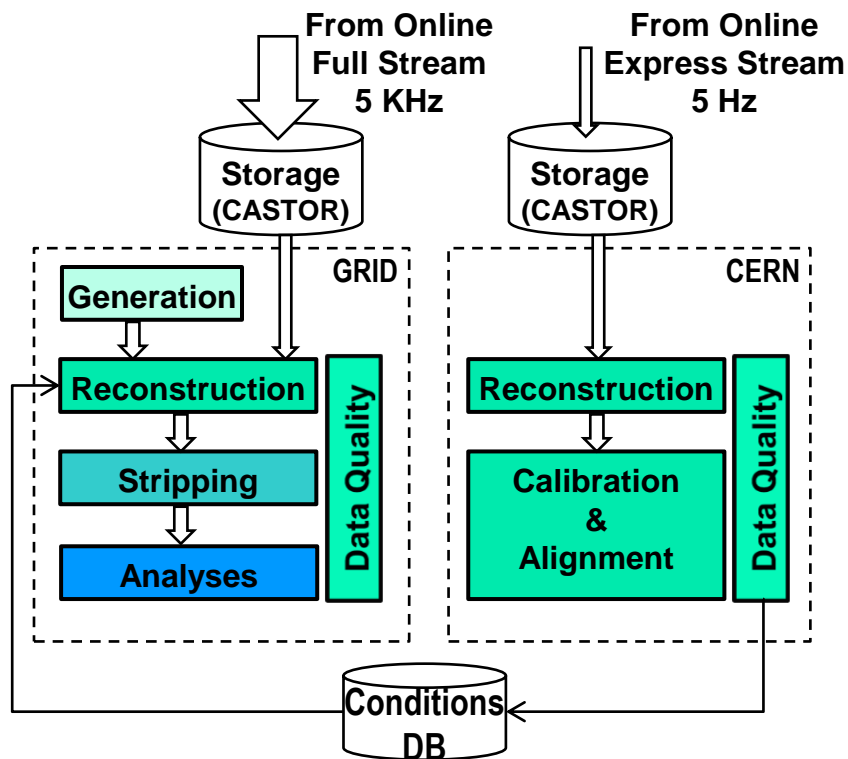 From Online
Full Stream
5 KHz
From Online
Express Stream
5 Hz
Storage
(CASTOR)
Storage
(CASTOR)
GRID
Generation
Reconstruction
Stripping
Analyses
Data Quality
CERN
Reconstruction
Calibration
&
Alignment
Data Quality
Conditions
DB